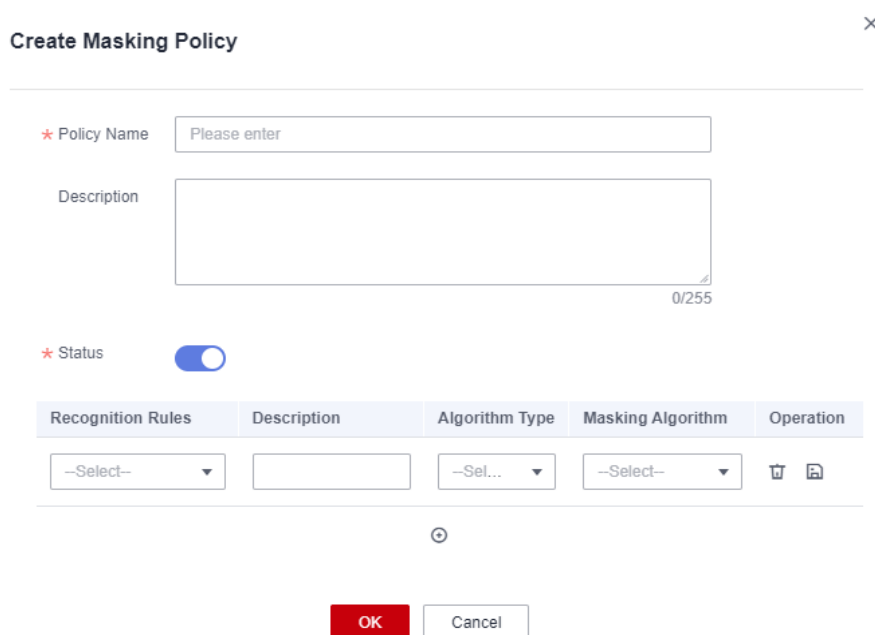 Create Masking Policy
* Policy Name Please enter
Description
0/255
* Status
Recognition Rules Description Algorithm Type Masking Algorithm Operation
--Select-- --Sel... --Select--
OK Cancel